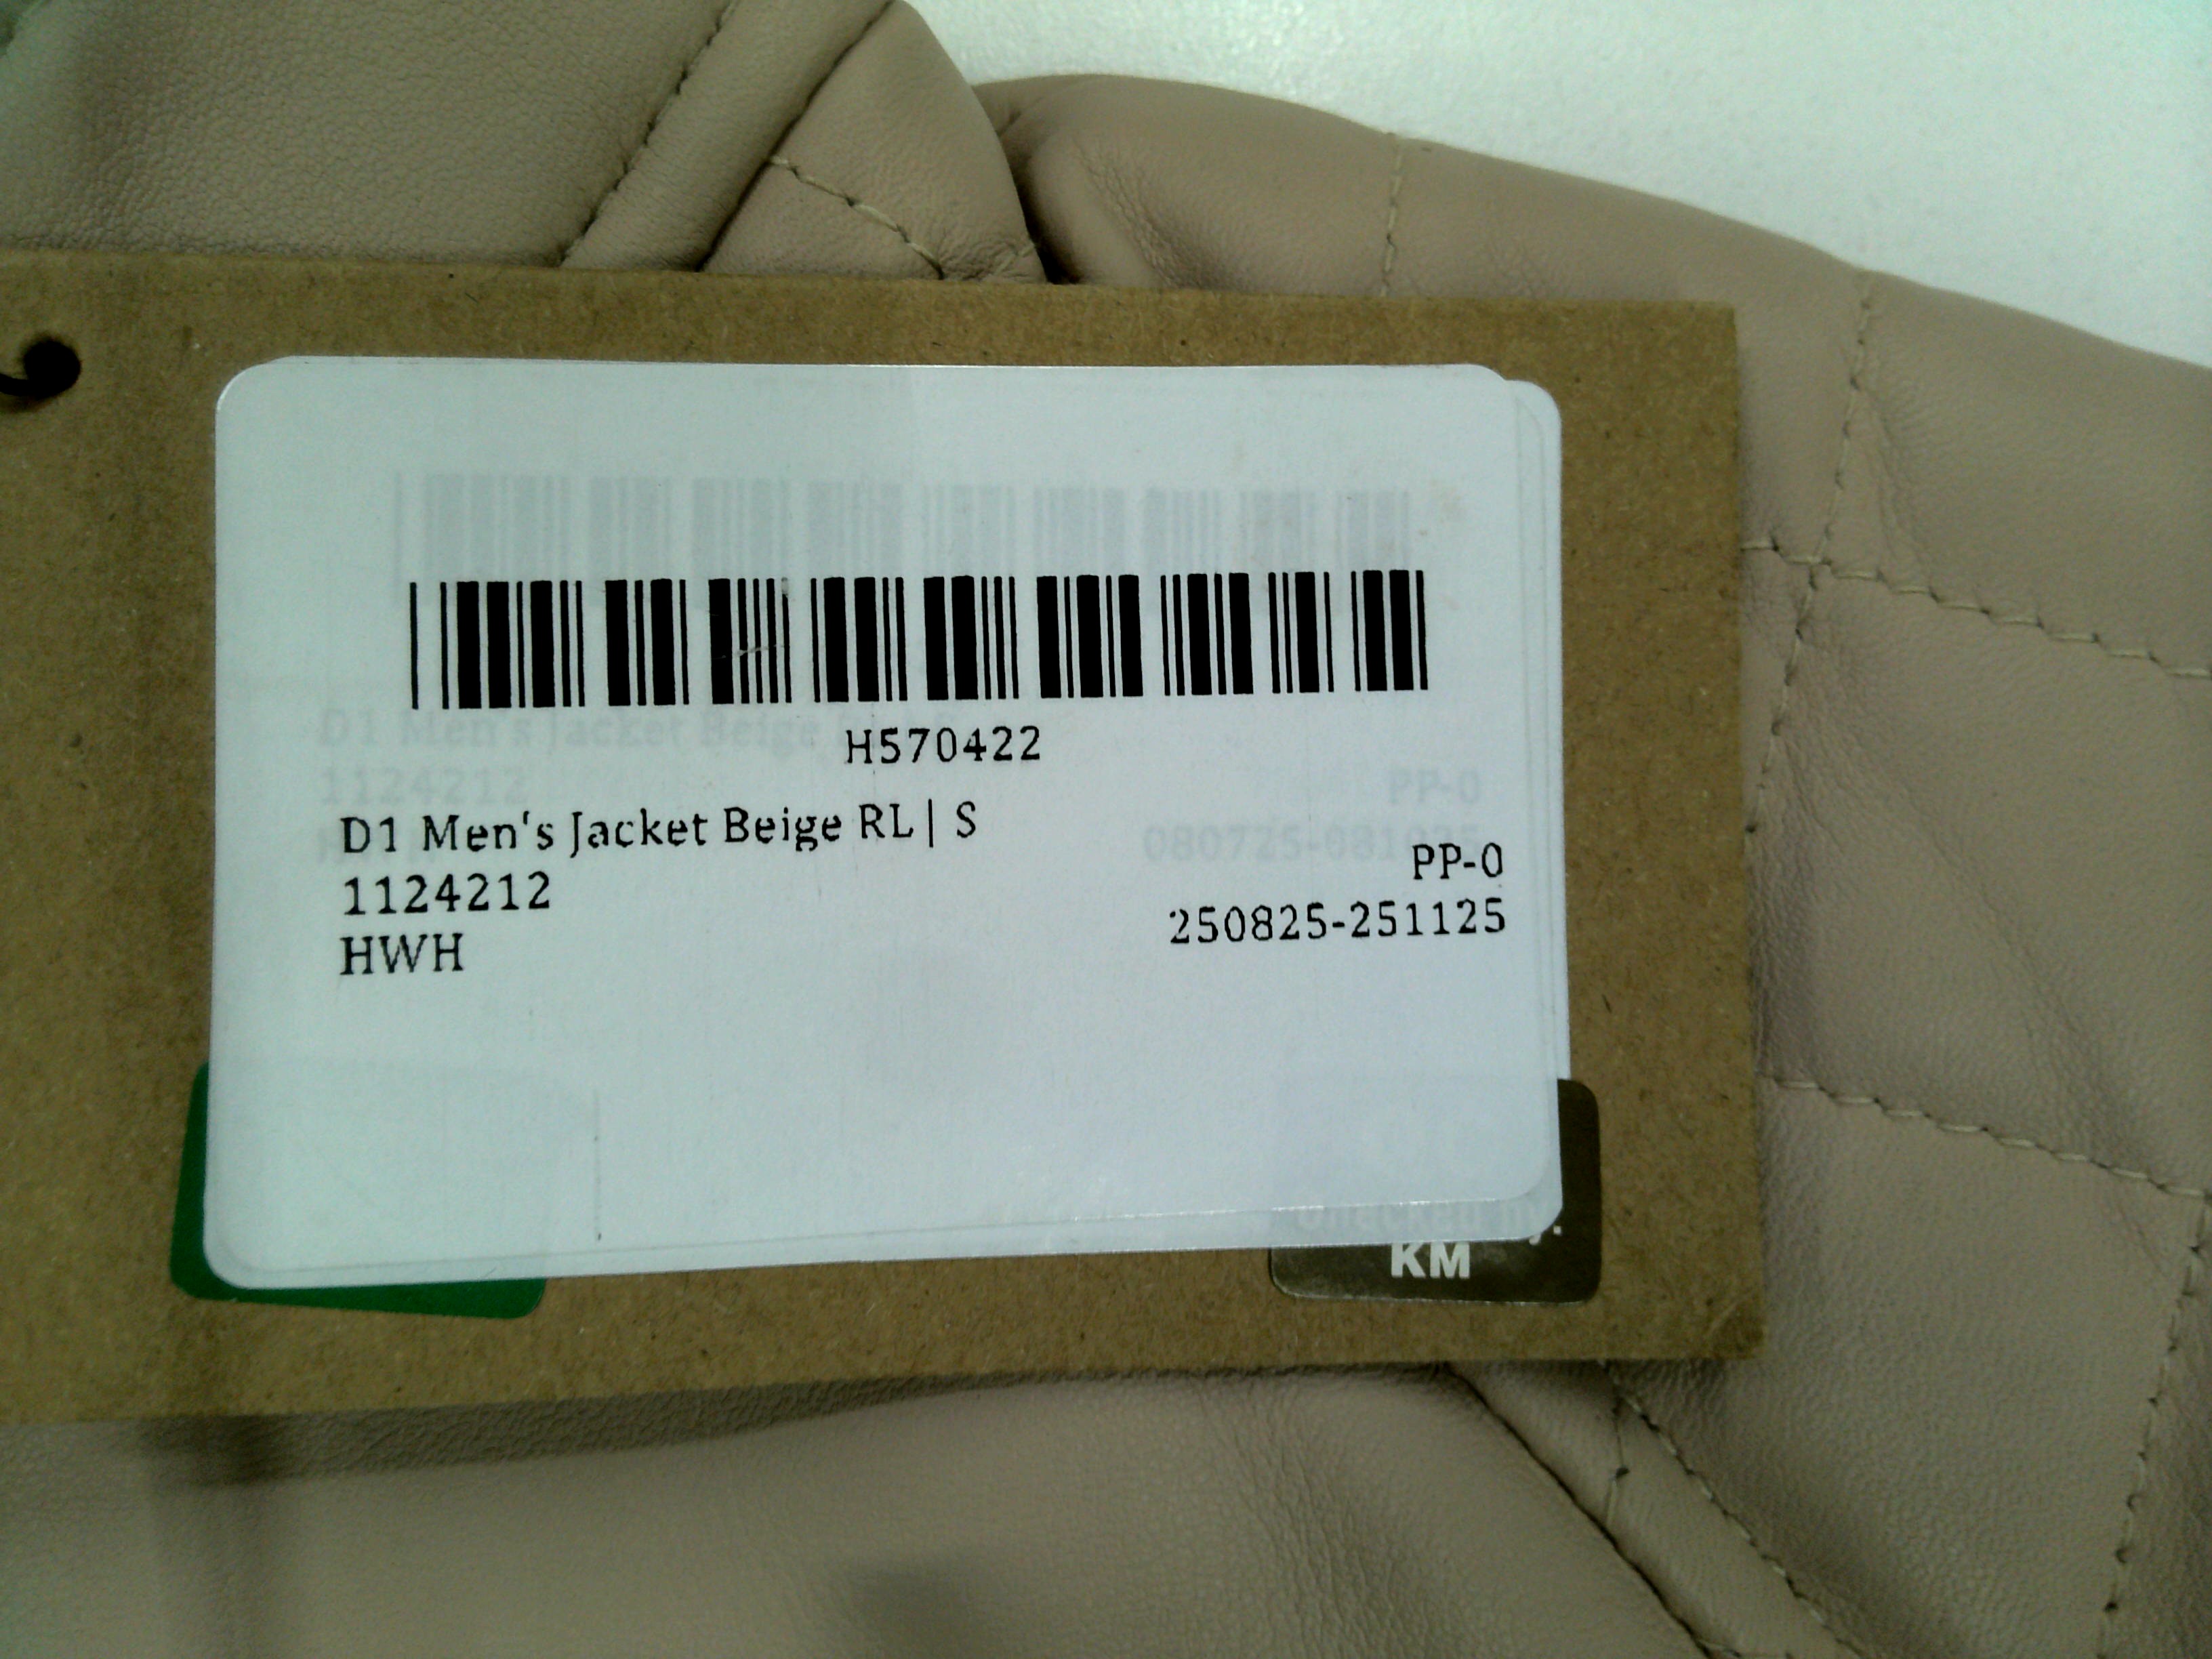 H570422
D1 Men's Jacket Beige RL| S
1124212
PP-0
HWH
250825-251125
KM